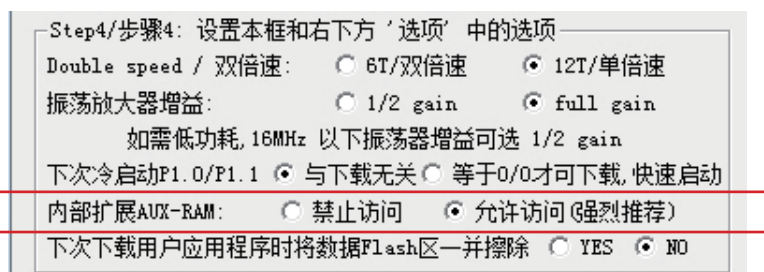 Step4/步骤4: 设置本框和右下方 '选项' 中的选项
Double speed / 双倍速: 6T/双倍速 12T/单倍速
振荡放大器增益: 1/2 gain full gain
如需低功耗,16MHz 以下振荡器增益可选 1/2 gain
下次冷启动P1.0/P1.1 与下载无关 等于0/0才可下载,快速启动
内部扩展AUX-RAM: 禁止访问 允许访问(强烈推荐)
下次下载用户应用程序时将数据Flash区一并擦除 YES NO